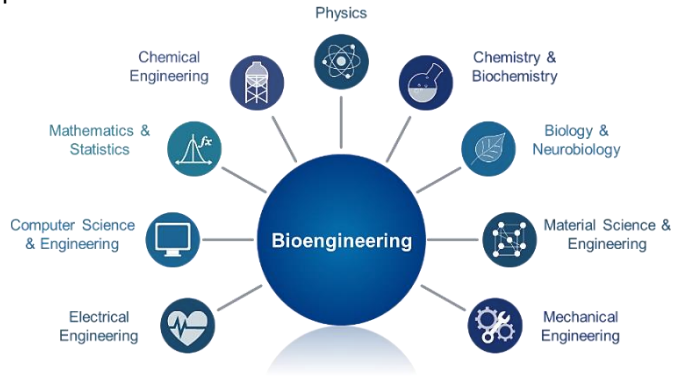 Physics
Chemical
Engineering
Chemistry &
Biochemistry
Mathematics &
Statistics
fx
Biology &
Neurobiology
Computer Science
& Engineering
Bioengineering
Material Science &
Engineering
Electrical
Engineering
Mechanical
Engineering